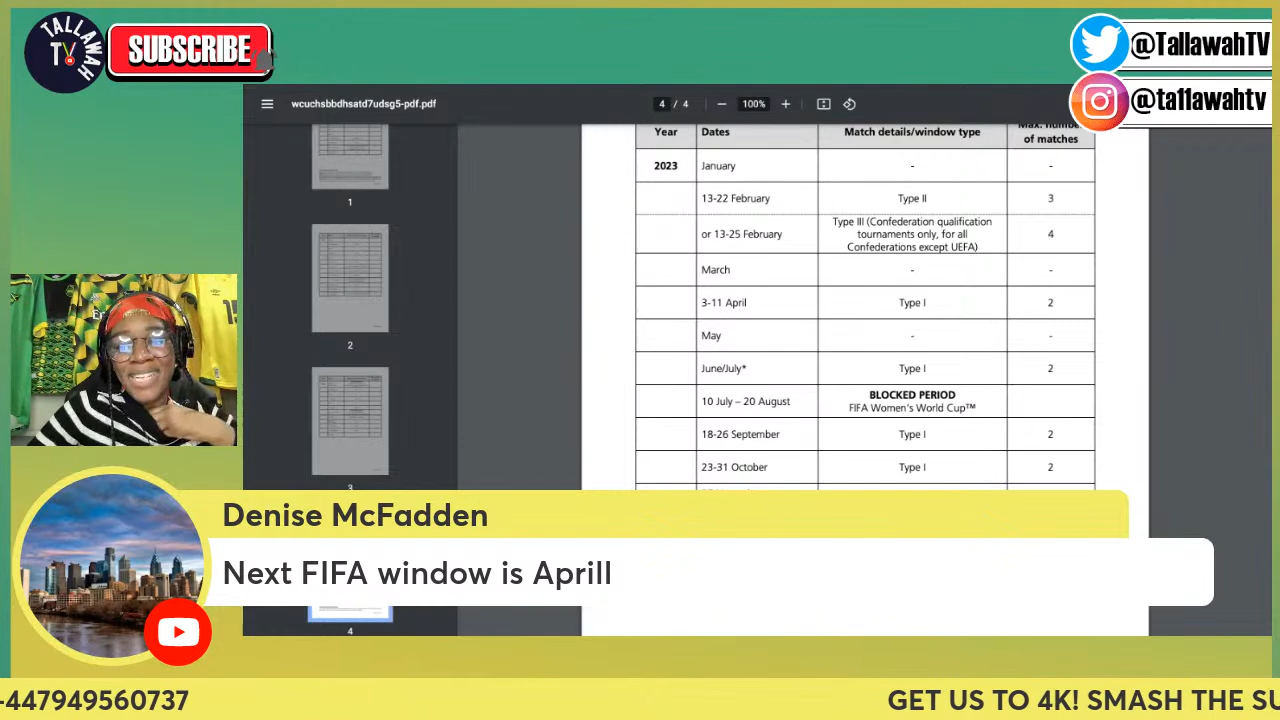 TALLAWAH
TV
SUBSCRIBE
@TallawahTV
@ta11awahtv
wcuchsbbdhsatd7udsg5-pdf.pdf
4 / 4
100%
1
2
3
4
Year Dates Match details/window type Max. number
of matches
2023 January - -
13-22 February Type II 3
or 13-25 February Type III (Confederation qualification
tournaments only, for all
Confederations except UEFA) 4
March - -
3-11 April Type I 2
May - -
June/July* Type I 2
10 July – 20 August BLOCKED PERIOD
FIFA Women's World Cup™
18-26 September Type I 2
23-31 October Type I 2
Denise McFadden
Next FIFA window is Aprill
-447949560737
GET US TO 4K! SMASH THE SU